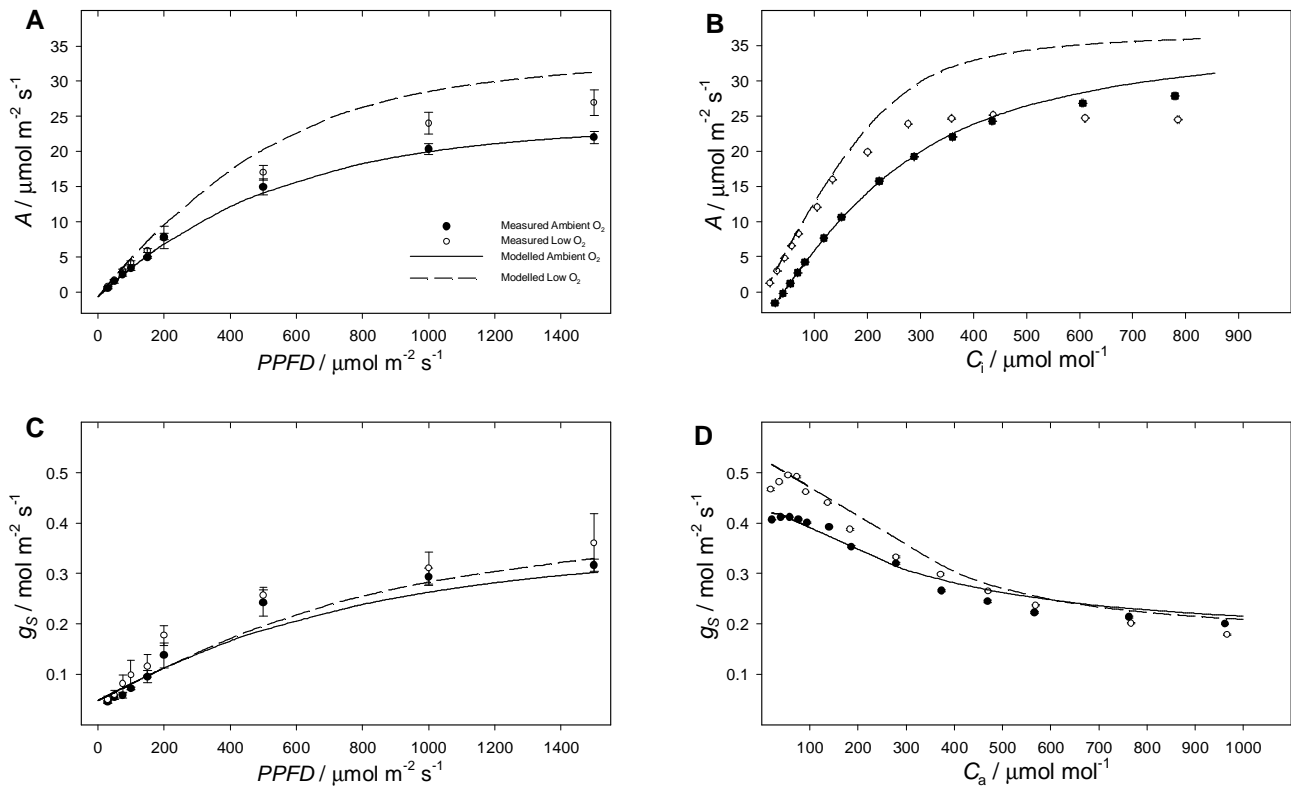 A
B
A / μmol m-2 s-1
35
30
25
20
15
10
5
0
Measured Ambient O2
Measured Low O2
Modelled Ambient O2
Modelled Low O2
0 200 400 600 800 1000 1200 1400
PPFD / μmol m-2 s-1
A / μmol m-2 s-1
35
30
25
20
15
10
5
0
100 200 300 400 500 600 700 800 900
Ci / μmol mol-1
C
D
gS / mol m-2 s-1
0.5
0.4
0.3
0.2
0.1
0 200 400 600 800 1000 1200 1400
PPFD / μmol m-2 s-1
gS / mol m-2 s-1
0.5
0.4
0.3
0.2
0.1
100 200 300 400 500 600 700 800 900 1000
Ca / μmol mol-1